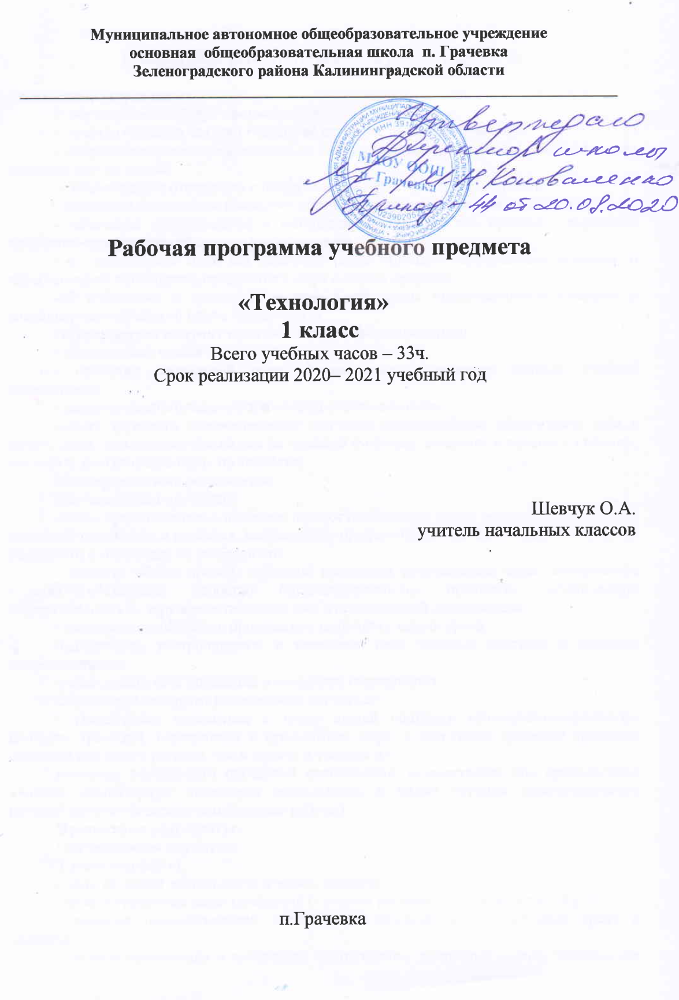 Муниципальное автономное общеобразовательное учреждение
основная общеобразовательная школа п. Грачевка
Зеленоградского района Калининградской области
Утверждаю
Директор школы
И.Н. Коноваленко
Приказ - 44 от 20.08.2020
МАОУ ООШ
п. Грачевка
Рабочая программа учебного предмета
«Технология»
1 класс
Всего учебных часов – 33ч.
Срок реализации 2020– 2021 учебный год
Шевчук О.А.
учитель начальных классов
п.Грачевка